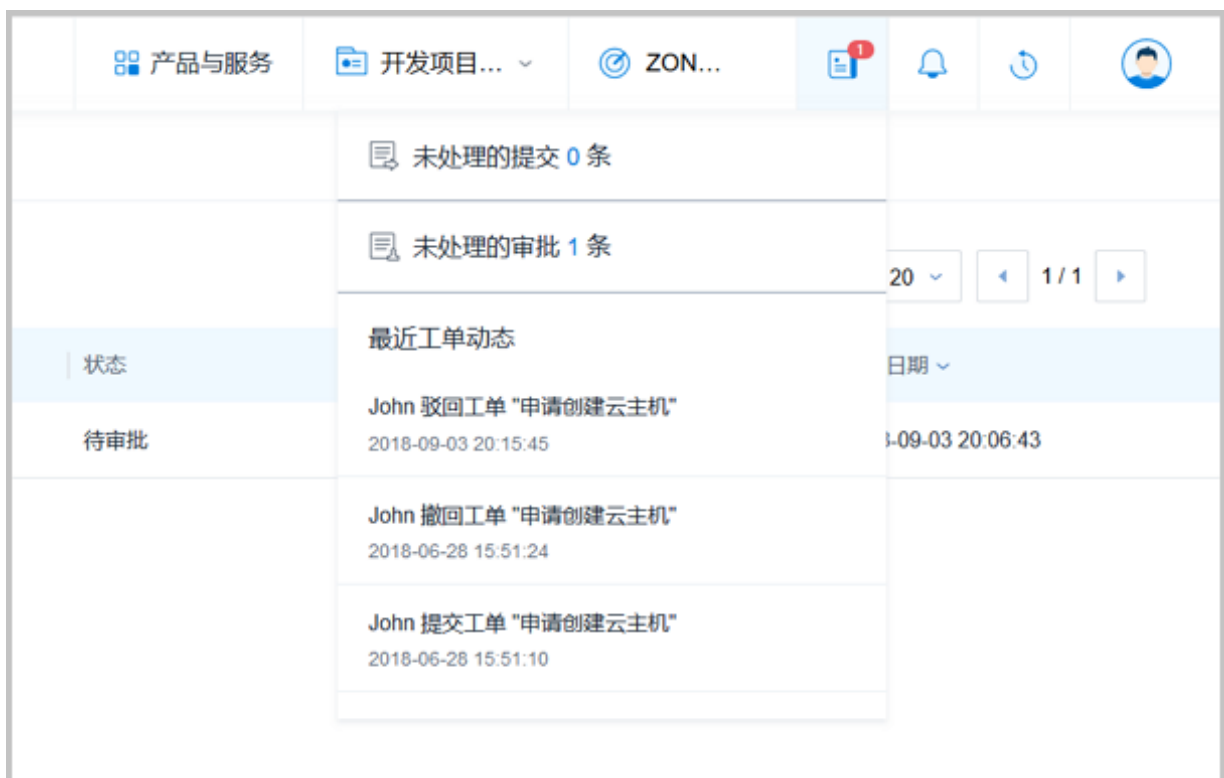 产品与服务 开发项目... ZON... 1
未处理的提交 0 条
未处理的审批 1 条
20 1 / 1
最近工单动态
状态 日期
John 驳回工单 "申请创建云主机"
2018-09-03 20:15:45
待审批 -09-03 20:06:43
John 撤回工单 "申请创建云主机"
2018-06-28 15:51:24
John 提交工单 "申请创建云主机"
2018-06-28 15:51:10